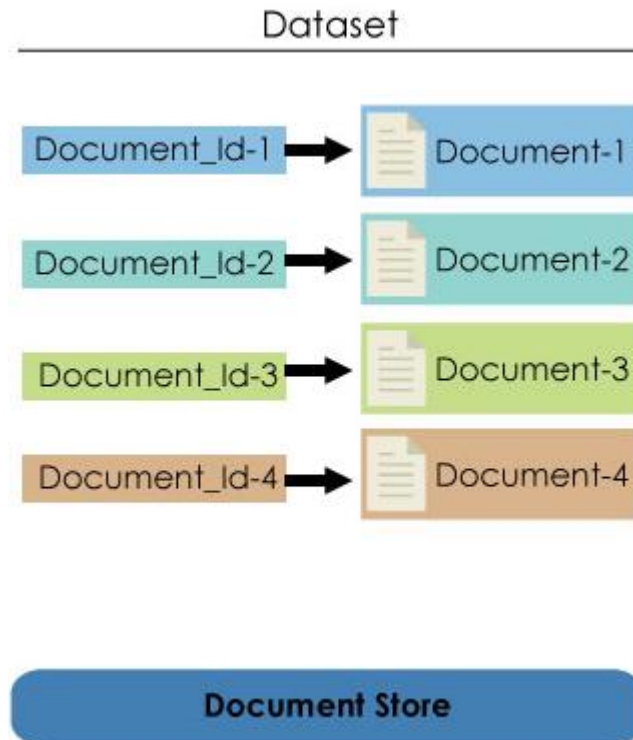 Dataset
Document_Id-1 Document-1
Document_Id-2 Document-2
Document_Id-3 Document-3
Document_Id-4 Document-4
Document Store